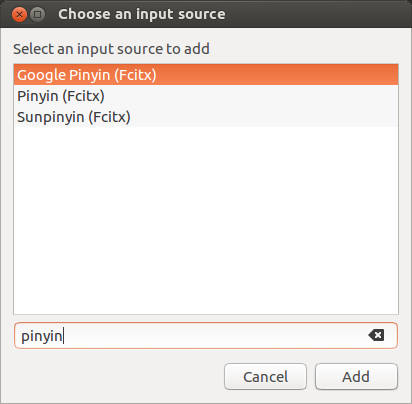 Choose an input source
Select an input source to add
Google Pinyin (Fcitx)
Pinyin (Fcitx)
Sunpinyin (Fcitx)
pinyin
Cancel
Add